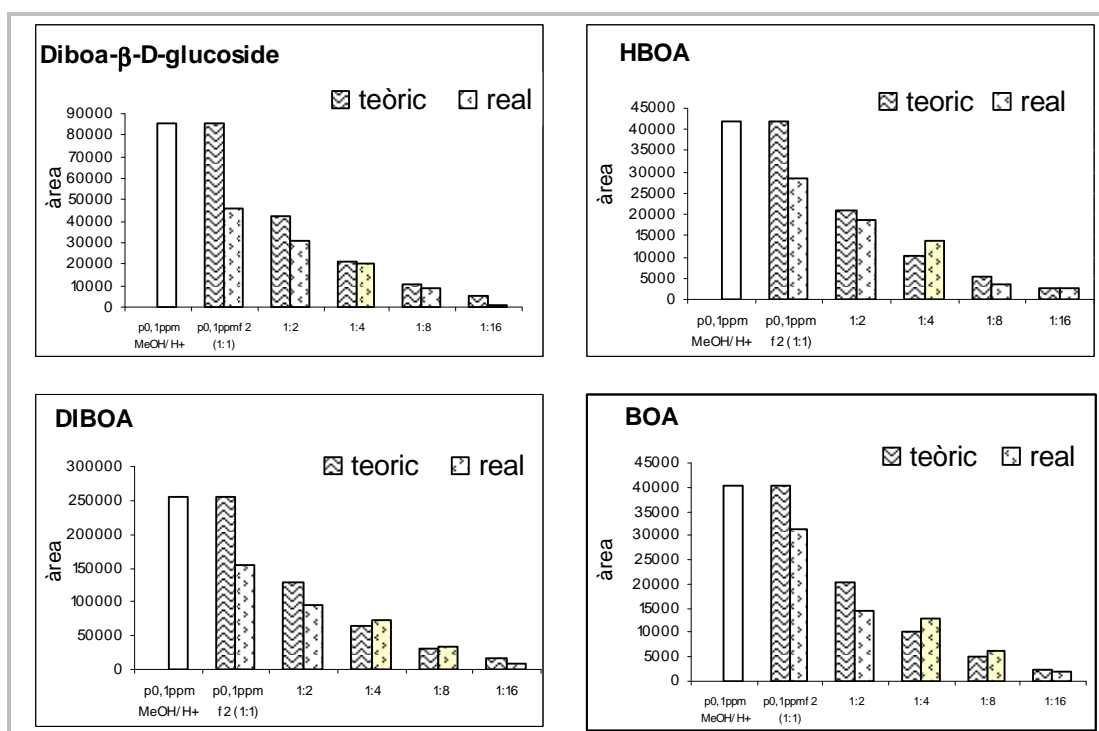 Diboa-β-D-glucoside
teòric real
90000
80000
70000
60000
50000
40000
30000
20000
10000
0
àrea
p0,1ppm p0,1ppmf 2 1:2 1:4 1:8 1:16
MeOH/ H+ (1:1)
HBOA
teoric real
45000
40000
35000
30000
25000
20000
15000
10000
5000
0
àrea
p0,1ppm p0,1ppm 1:2 1:4 1:8 1:16
MeOH/ H+ f 2 ( 1:1)
DIBOA
teoric real
300000
250000
200000
150000
100000
50000
0
àrea
p0,1ppm p0,1ppm 1:2 1:4 1:8 1:16
MeOH/ H+ f 2 (1:1)
BOA
teòric real
45000
40000
35000
30000
25000
20000
15000
10000
5000
0
àrea
p0,1ppm p0,1ppmf 2 1:2 1:4 1:8 1:16
MeOH/ H+ (1:1)